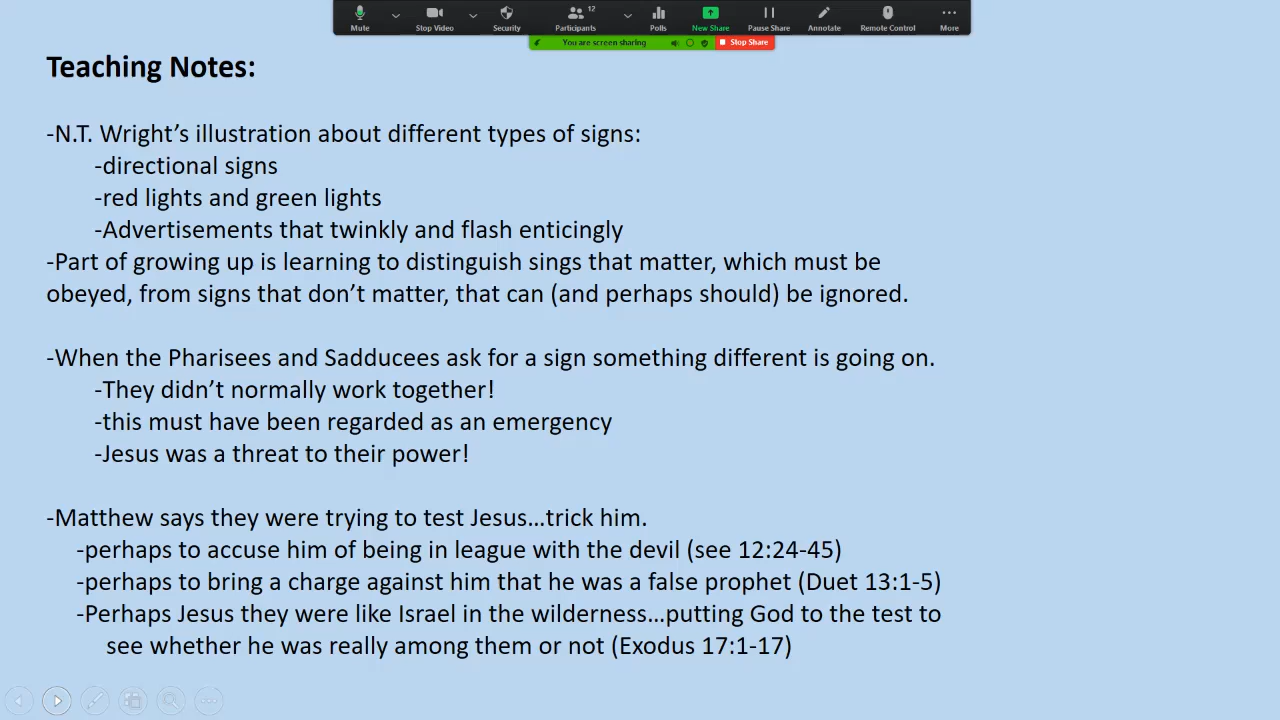 12
Mute
Stop Video
Security
Participants
Polls
New Share
Pause Share
Annotate
Remote Control
More
You are screen sharing
Stop Share
Teaching Notes:
-N.T. Wright’s illustration about different types of signs:
-directional signs
-red lights and green lights
-Advertisements that twinkly and flash enticingly
-Part of growing up is learning to distinguish sings that matter, which must be
obeyed, from signs that don’t matter, that can (and perhaps should) be ignored.
-When the Pharisees and Sadducees ask for a sign something different is going on.
-They didn’t normally work together!
-this must have been regarded as an emergency
-Jesus was a threat to their power!
-Matthew says they were trying to test Jesus…trick him.
-perhaps to accuse him of being in league with the devil (see 12:24-45)
-perhaps to bring a charge against him that he was a false prophet (Duet 13:1-5)
-Perhaps Jesus they were like Israel in the wilderness…putting God to the test to
see whether he was really among them or not (Exodus 17:1-17)